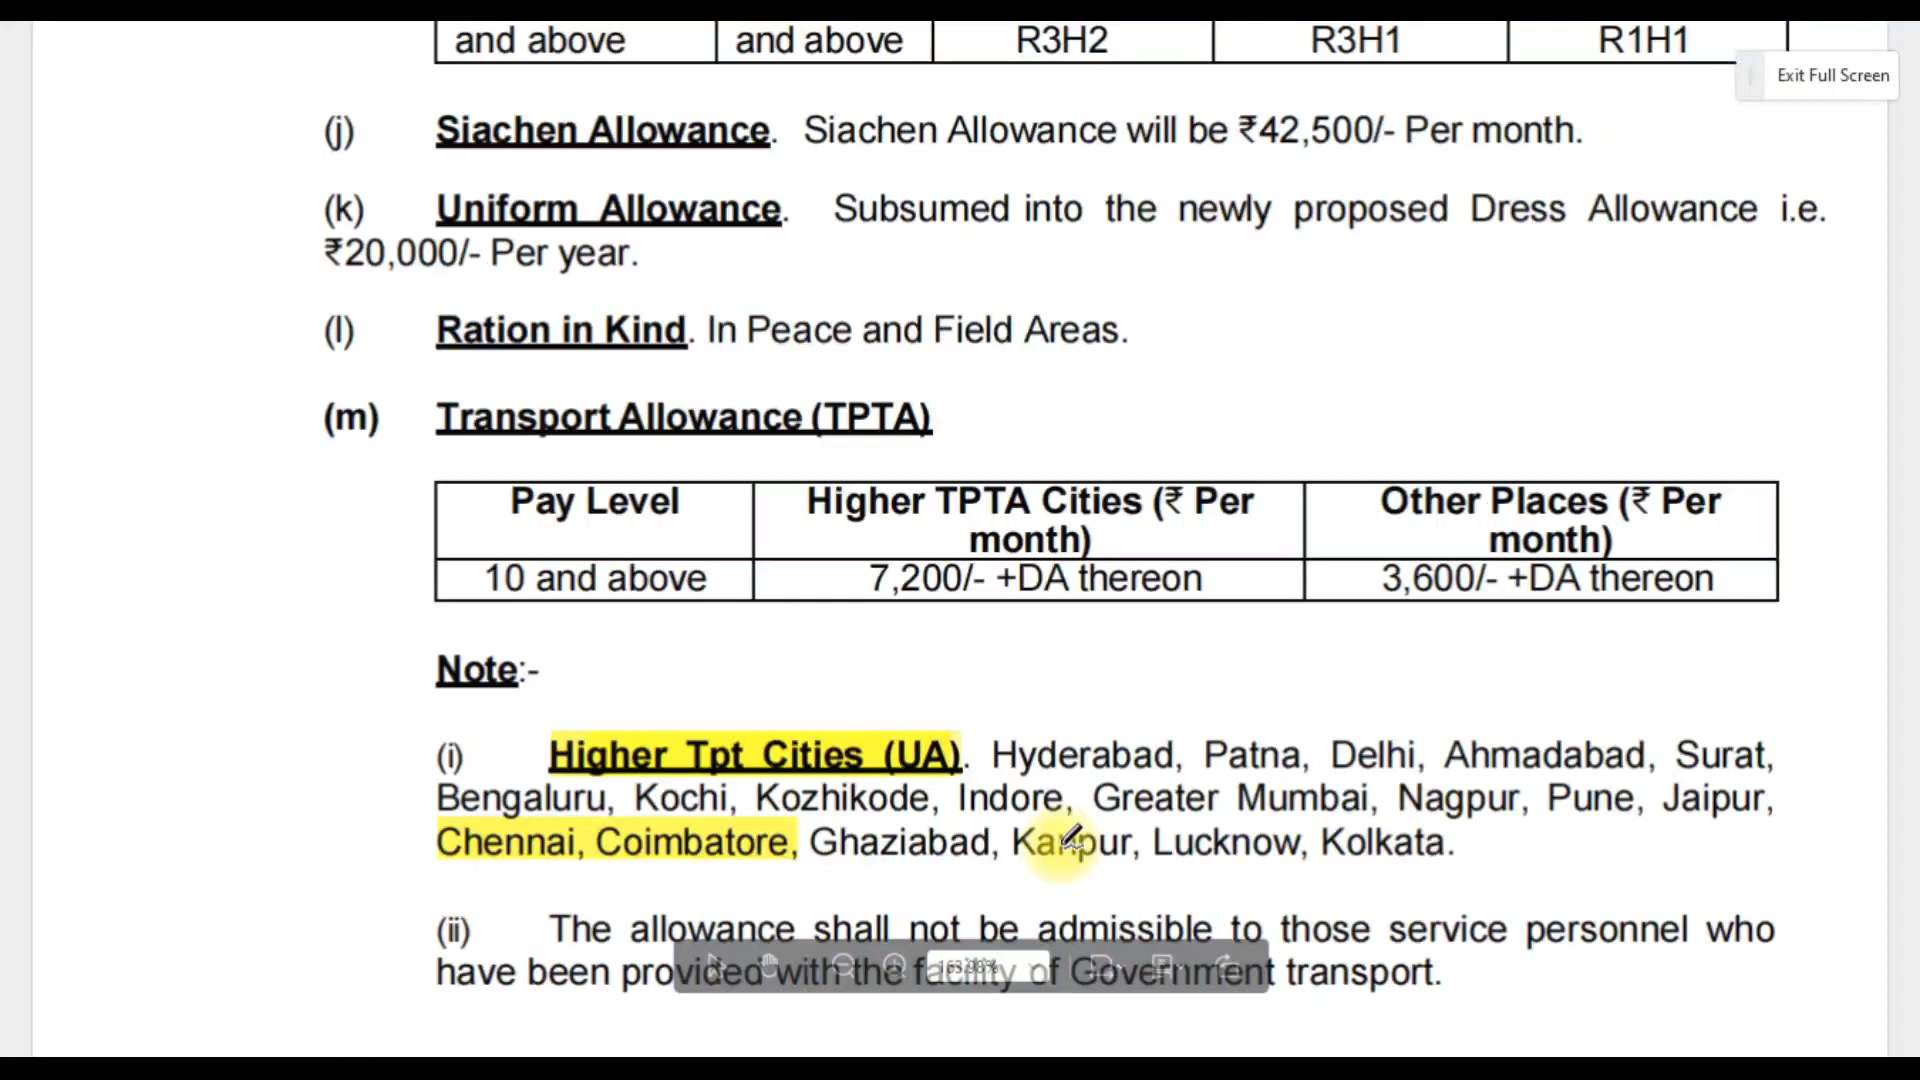 and above and above R3H2 R3H1 R1H1
Exit Full Screen
(j) Siachen Allowance. Siachen Allowance will be ₹42,500/- Per month.
(k) Uniform Allowance. Subsumed into the newly proposed Dress Allowance i.e.
₹20,000/- Per year.
(l) Ration in Kind. In Peace and Field Areas.
(m) Transport Allowance (TPTA)
Pay Level Higher TPTA Cities (₹ Per Other Places (₹ Per
month) month)
10 and above 7,200/- +DA thereon 3,600/- +DA thereon
Note:-
(i) Higher Tpt Cities (UA). Hyderabad, Patna, Delhi, Ahmadabad, Surat,
Bengaluru, Kochi, Kozhikode, Indore, Greater Mumbai, Nagpur, Pune, Jaipur,
Chennai, Coimbatore, Ghaziabad, Kanpur, Lucknow, Kolkata.
(ii) The allowance shall not be admissible to those service personnel who
have been provided with the facility of Government transport.